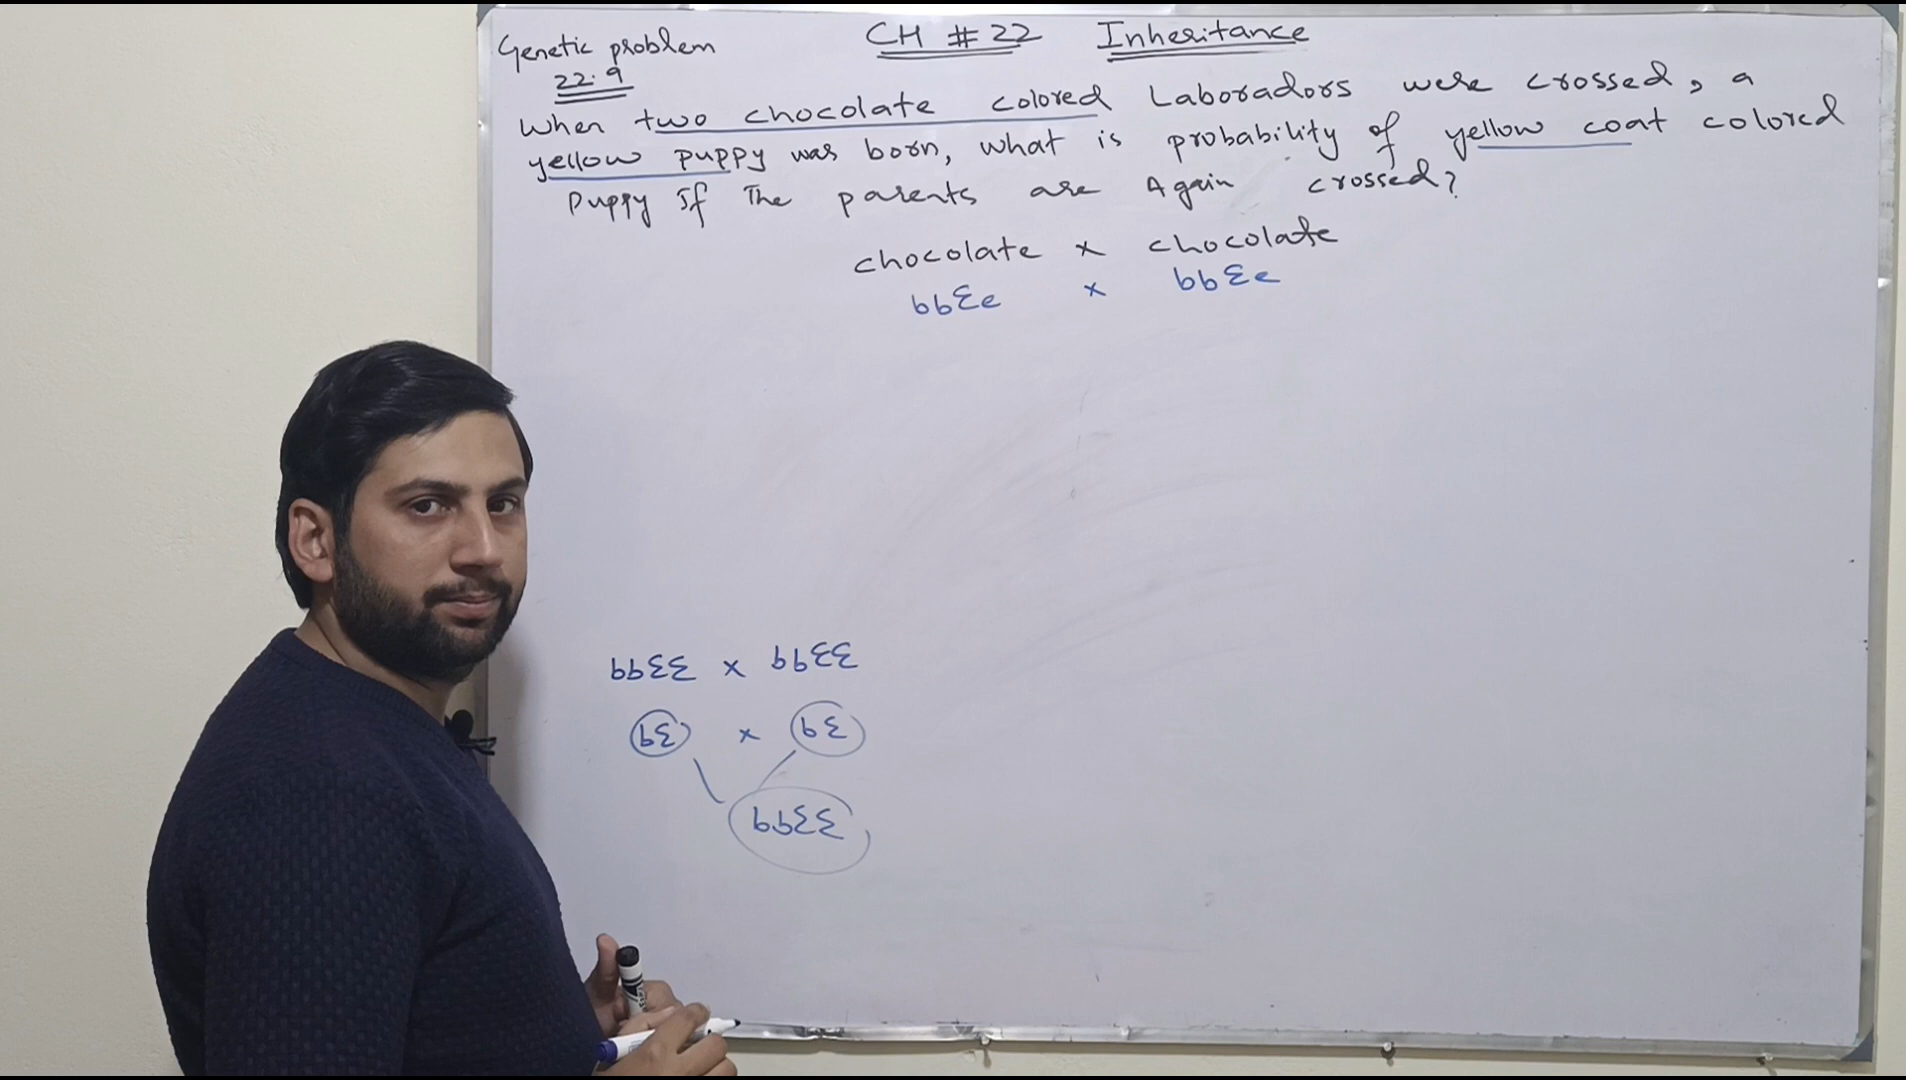 Genetic problem
22.9
CH # 22 Inheritance
When two chocolate colored Laboradors were crossed, a
yellow puppy was born, what is probability of yellow coat colored
Puppy If The parents are Again crossed?
chocolate x chocolate
bbEe x bbEe
bbEE x bbEE
bE x bE
bbEE